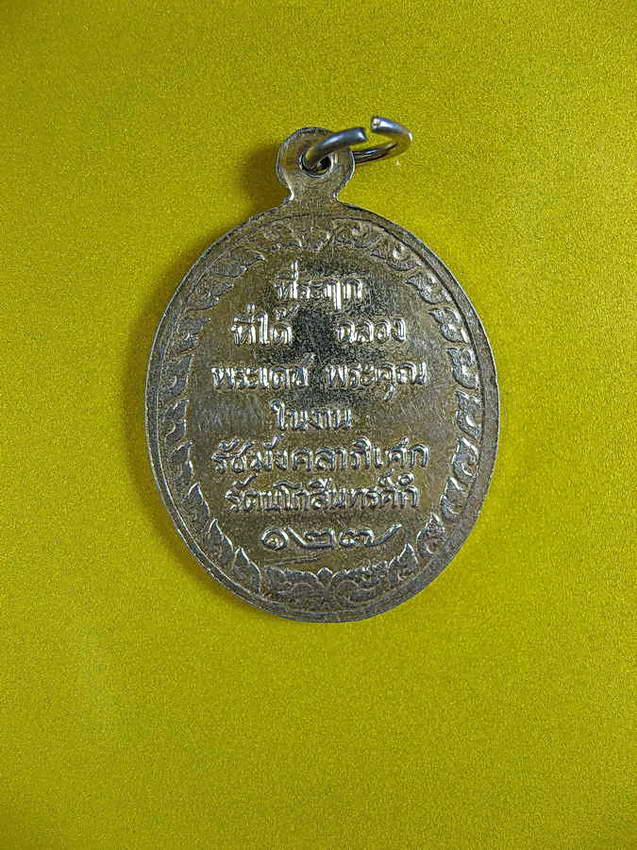 ที่ระฤก
ที่ได้ ฉลอง
พระเดช พระคุณ
ในงาน
รัชมังคลาภิเศก
รัตนโกสินทรศก
๑๒๗